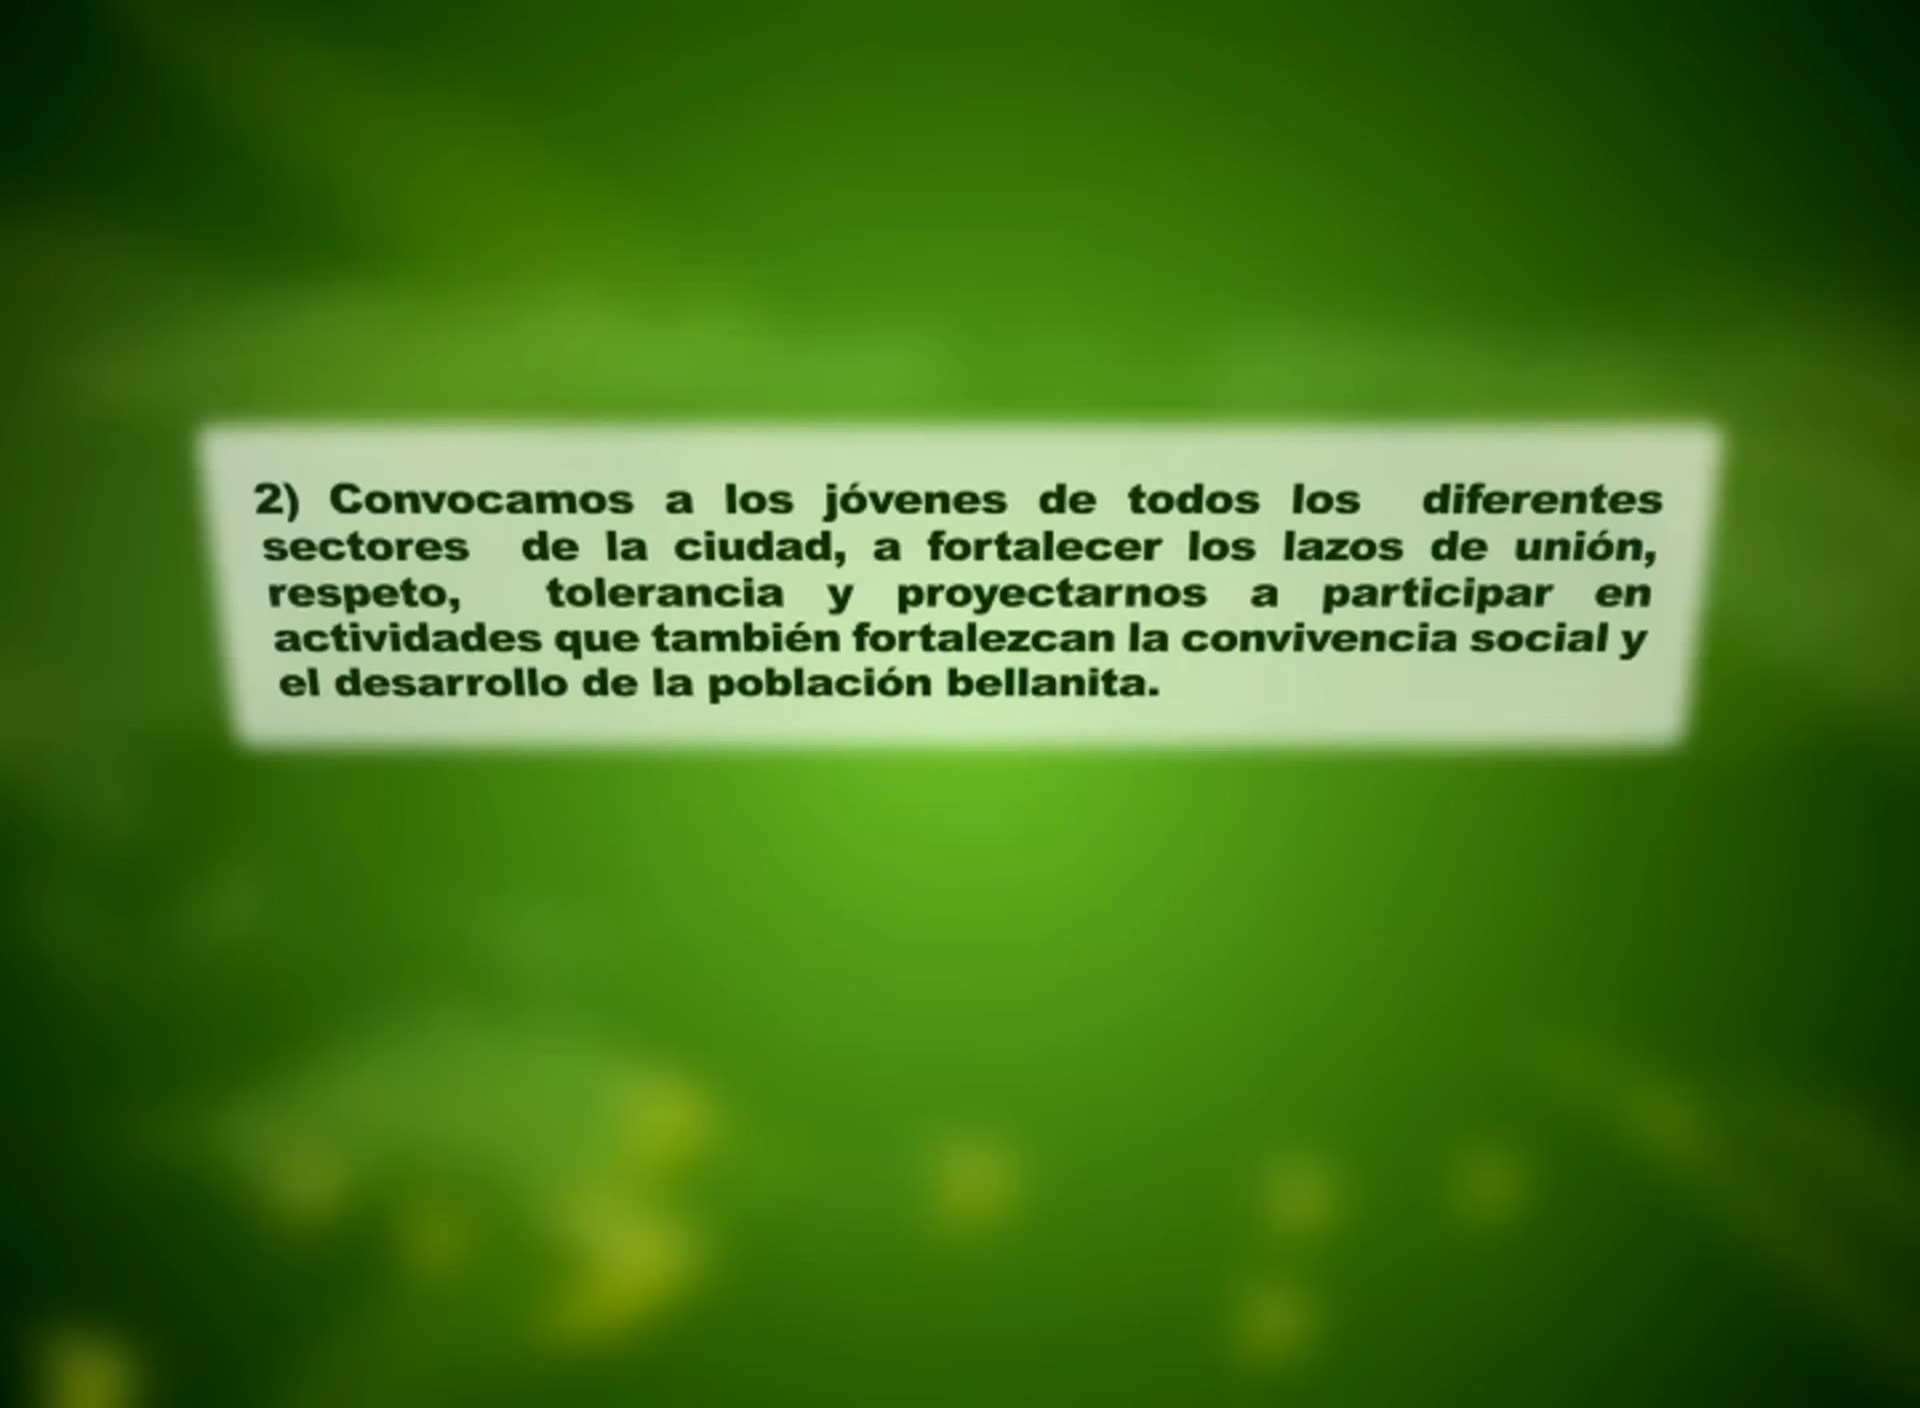 2) Convocamos a los jóvenes de todos los diferentes
sectores de la ciudad, a fortalecer los lazos de unión,
respeto, tolerancia y proyectarnos a participar en
actividades que también fortalezcan la convivencia social y
el desarrollo de la población bellanita.